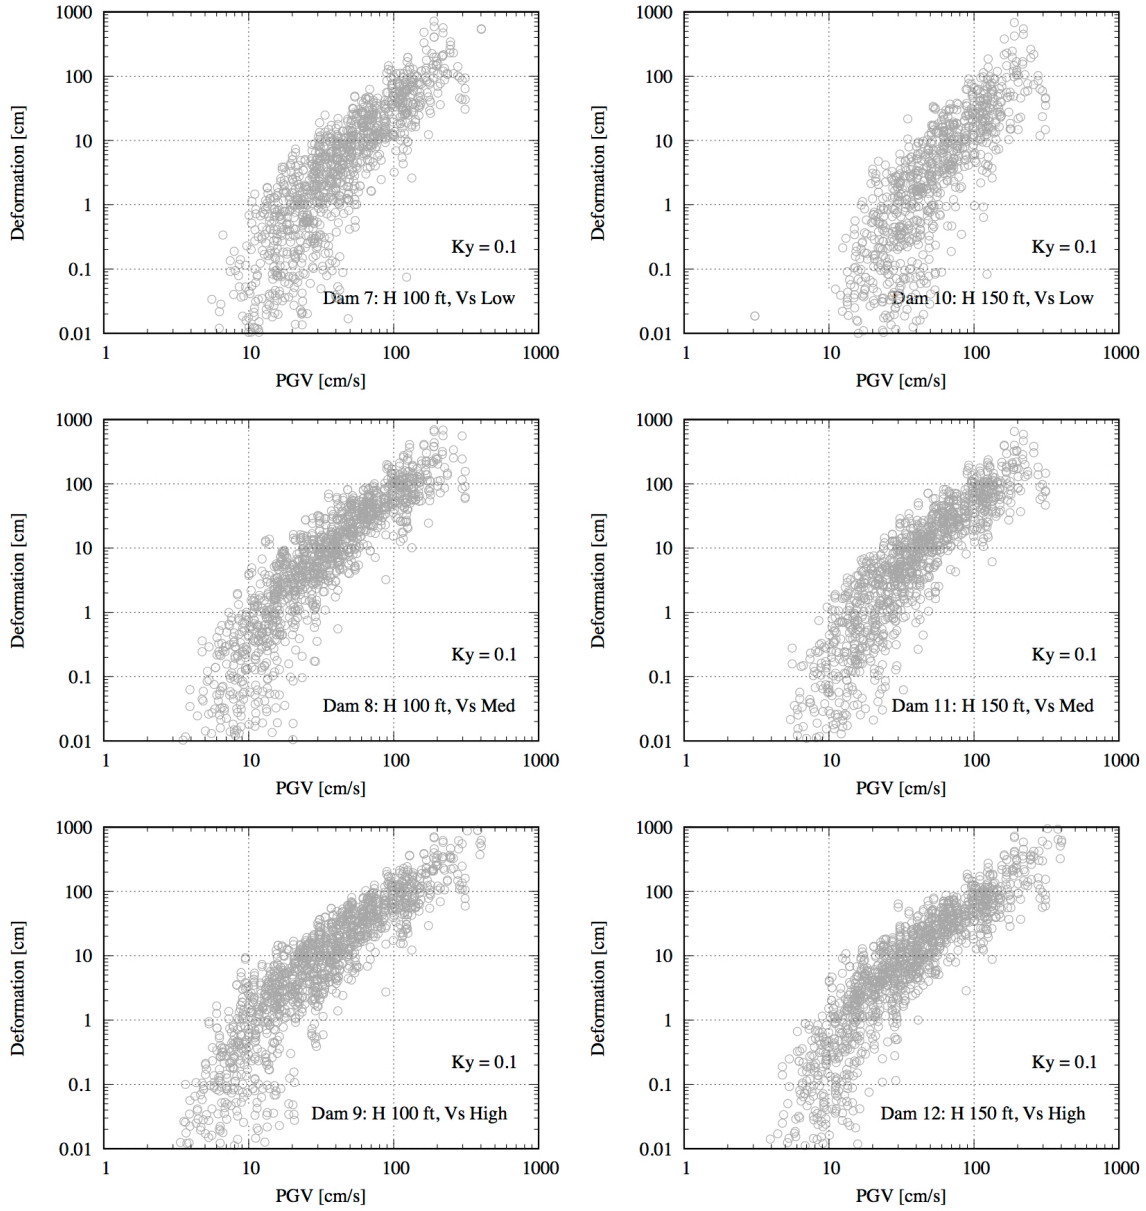 1000
100
10
1
0.1
0.01
Deformation [cm]
Ky = 0.1
Dam 7: H 100 ft, Vs Low
1 10 100 1000
PGV [cm/s]
1000
100
10
1
0.1
0.01
Deformation [cm]
Ky = 0.1
Dam 10: H 150 ft, Vs Low
1 10 100 1000
PGV [cm/s]
1000
100
10
1
0.1
0.01
Deformation [cm]
Ky = 0.1
Dam 8: H 100 ft, Vs Med
1 10 100 1000
PGV [cm/s]
1000
100
10
1
0.1
0.01
Deformation [cm]
Ky = 0.1
Dam 11: H 150 ft, Vs Med
1 10 100 1000
PGV [cm/s]
1000
100
10
1
0.1
0.01
Deformation [cm]
Ky = 0.1
Dam 9: H 100 ft, Vs High
1 10 100 1000
PGV [cm/s]
1000
100
10
1
0.1
0.01
Deformation [cm]
Ky = 0.1
Dam 12: H 150 ft, Vs High
1 10 100 1000
PGV [cm/s]